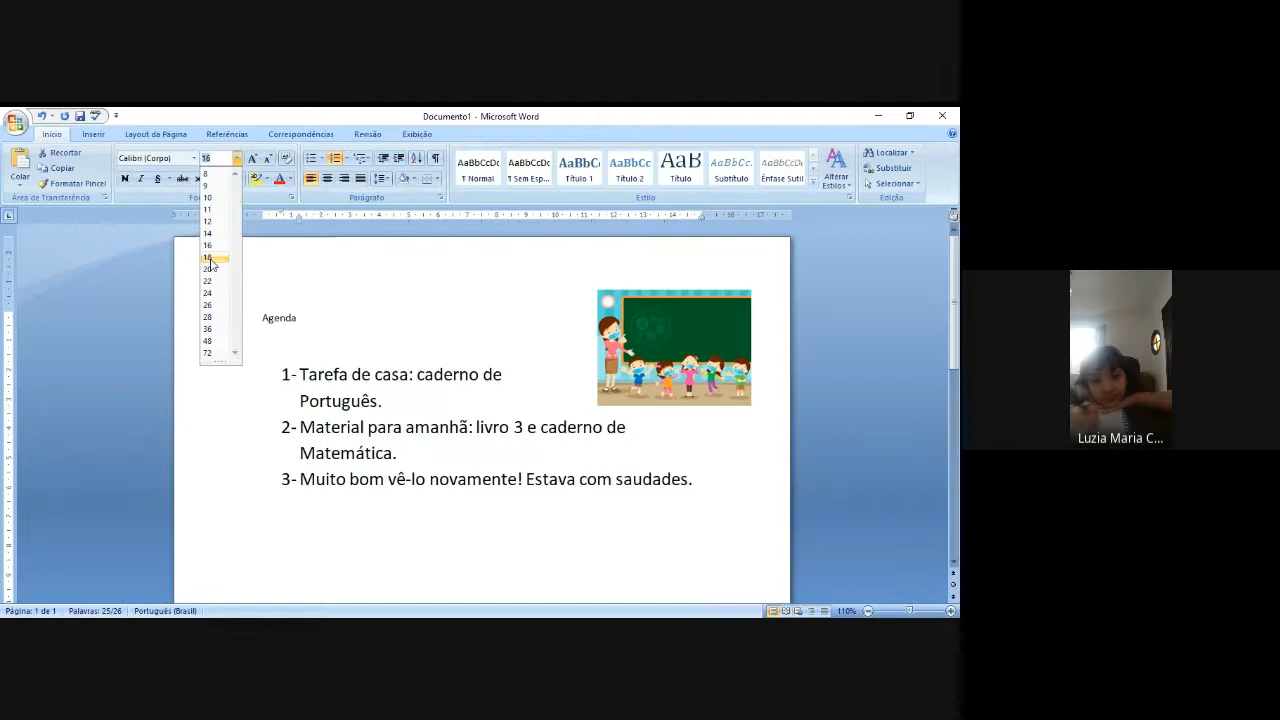 Documento1 - Microsoft Word
Início Inserir Layout da Página Referências Correspondências Revisão Exibição
Colar
Recortar
Copiar
Formatar Pincel
Área de Transferência
Calibri (Corpo) 16
N I S abc
Parágrafo
AaBbCcDc
¶ Normal
AaBbCcDc
¶ Sem Esp...
AaBbC
Título 1
AaBbCc
Título 2
AaB
Título
AaBbCc.
Subtítulo
AaBbCcDc
Ênfase Sutil
Alterar
Estilos
Estilo
Localizar
Substituir
Selecionar
Edição
8
9
10
11
12
14
16
18
20
22
24
26
28
36
48
72
Agenda
1- Tarefa de casa: caderno de
Português.
2- Material para amanhã: livro 3 e caderno de
Matemática.
3- Muito bom vê-lo novamente! Estava com saudades.
Página: 1 de 1 Palavras: 25/26 Português (Brasil)
110%
Luzia Maria C...